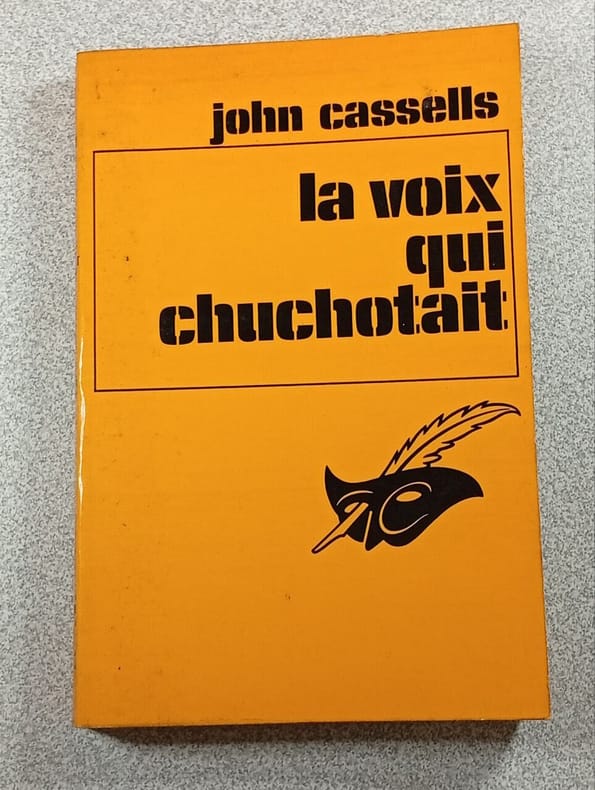 john cassells
la voix
qui
chuchotait